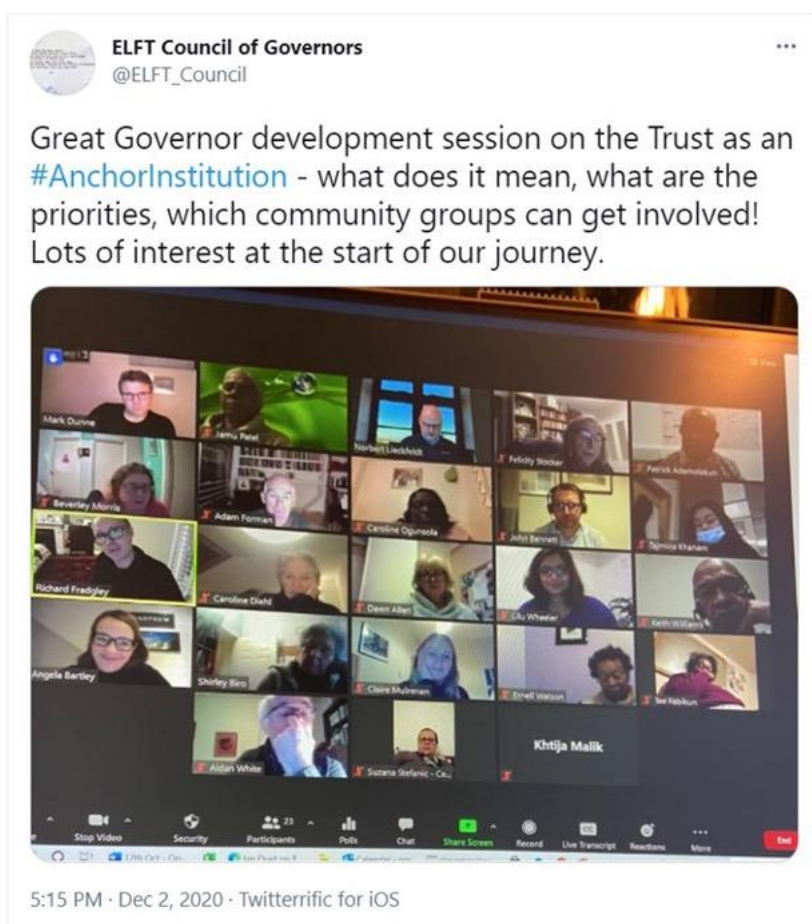 ELFT Council of Governors
@ELFT_Council
Great Governor development session on the Trust as an
#AnchorInstitution - what does it mean, what are the
priorities, which community groups can get involved!
Lots of interest at the start of our journey.
Mark Dunne
Jamu Patel
Norbert Lieckfeldt
Felicity Stocker
Patrick Adamolekun
Beverley Morris
Adam Forman
Caroline Ogunsola
John Bennett
Tajmina Khanam
Richard Fradgley
Caroline Diehl
Dawn Allen
Lilu Wheeler
Keith Williams
Angela Bartley
Shirley Biro
Claire Mulrenan
Errell Watson
Tee Fabikun
Aidan White
Suzana Stefanic - Ce...
Khtija Malik
Stop Video
Security
Participants
23
Polls
Chat
Share Screen
Record
CC
Live Transcript
Reactions
More
End
5:15 PM · Dec 2, 2020 · Twitterrific for iOS